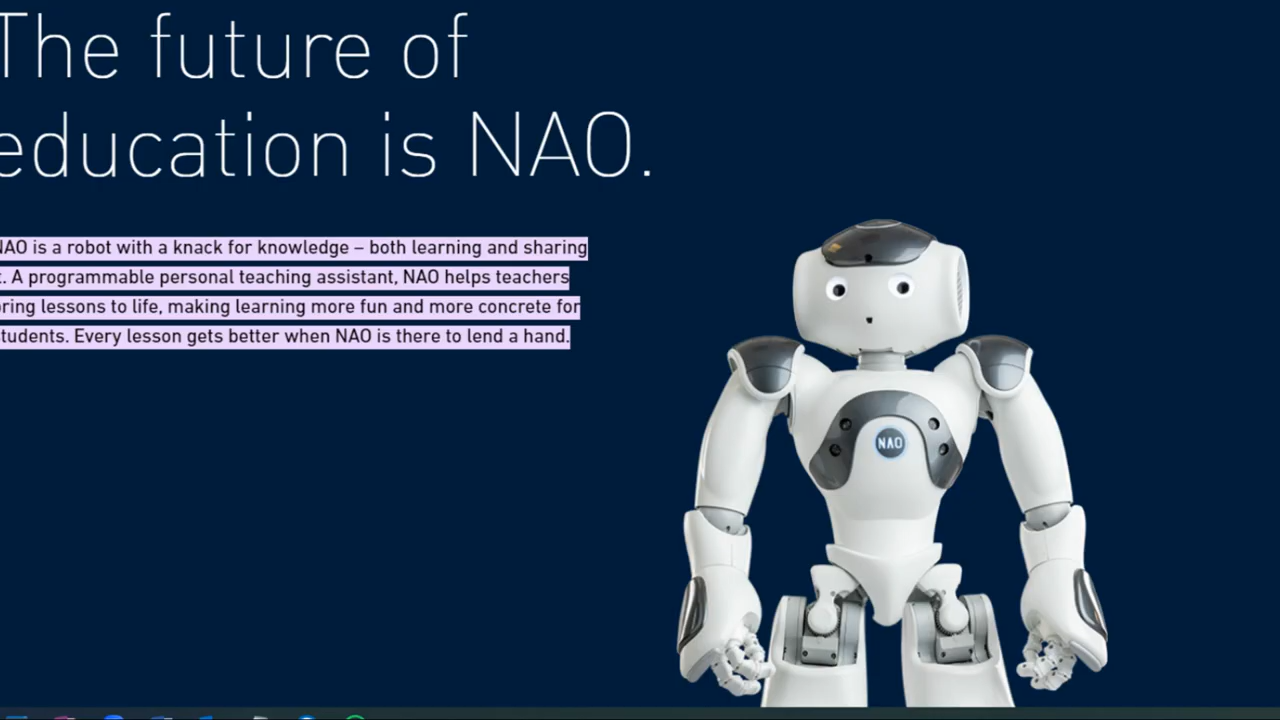 The future of
education is NAO.
NAO is a robot with a knack for knowledge – both learning and sharing
t. A programmable personal teaching assistant, NAO helps teachers
bring lessons to life, making learning more fun and more concrete for
students. Every lesson gets better when NAO is there to lend a hand.
NAO